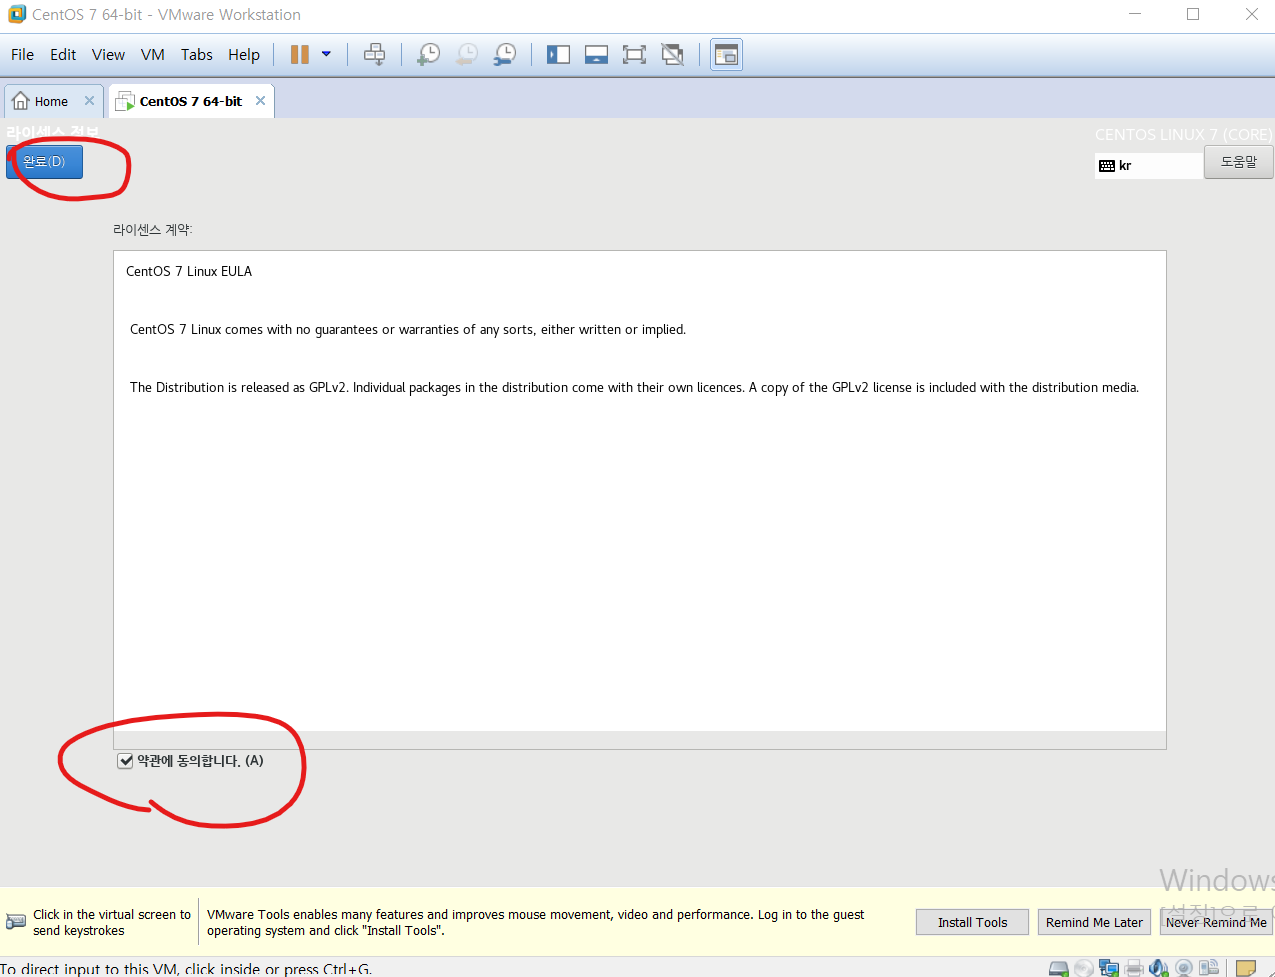 CentOS 7 64-bit - VMware Workstation
File Edit View VM Tabs Help
Home
CentOS 7 64-bit
라이센스 정보
CENTOS LINUX 7 (CORE)
완료(D)
kr
도움말
라이센스 계약:
CentOS 7 Linux EULA
CentOS 7 Linux comes with no guarantees or warranties of any sorts, either written or implied.
The Distribution is released as GPLv2. Individual packages in the distribution come with their own licences. A copy of the GPLv2 license is included with the distribution media.
약관에 동의합니다. (A)
Windows
Click in the virtual screen to
send keystrokes
VMware Tools enables many features and improves mouse movement, video and performance. Log in to the guest
operating system and click "Install Tools".
Install Tools
Remind Me Later
Never Remind Me
[설정]으로
To direct input to this VM, click inside or press Ctrl+G.